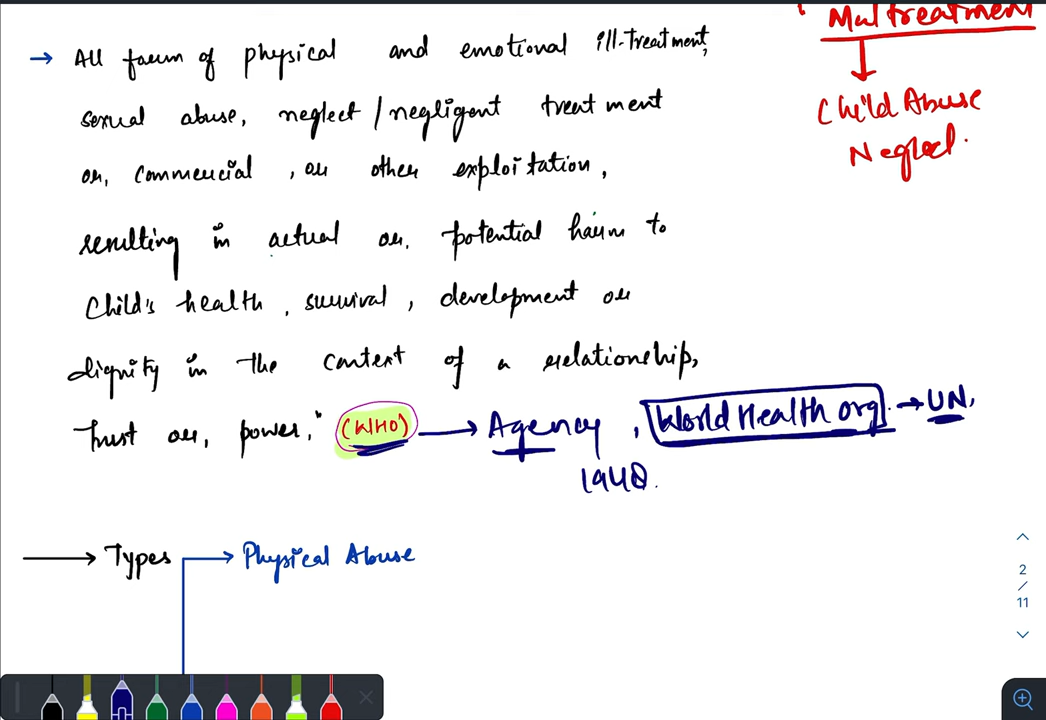 Maltreatment
→ All form of physical and emotional ill-treatment,
Child Abuse
sexual abuse, neglect/negligent treatment
Neglect.
or, commercial, or other exploitation,
resulting in actual or, potential harm to
Child's health, survival, development or
dignity in the context of a relationship,
Trust or, power," (WHO) → Agency, World Health org. → UN,
1948.
→ Types → Physical Abuse
2
/
11